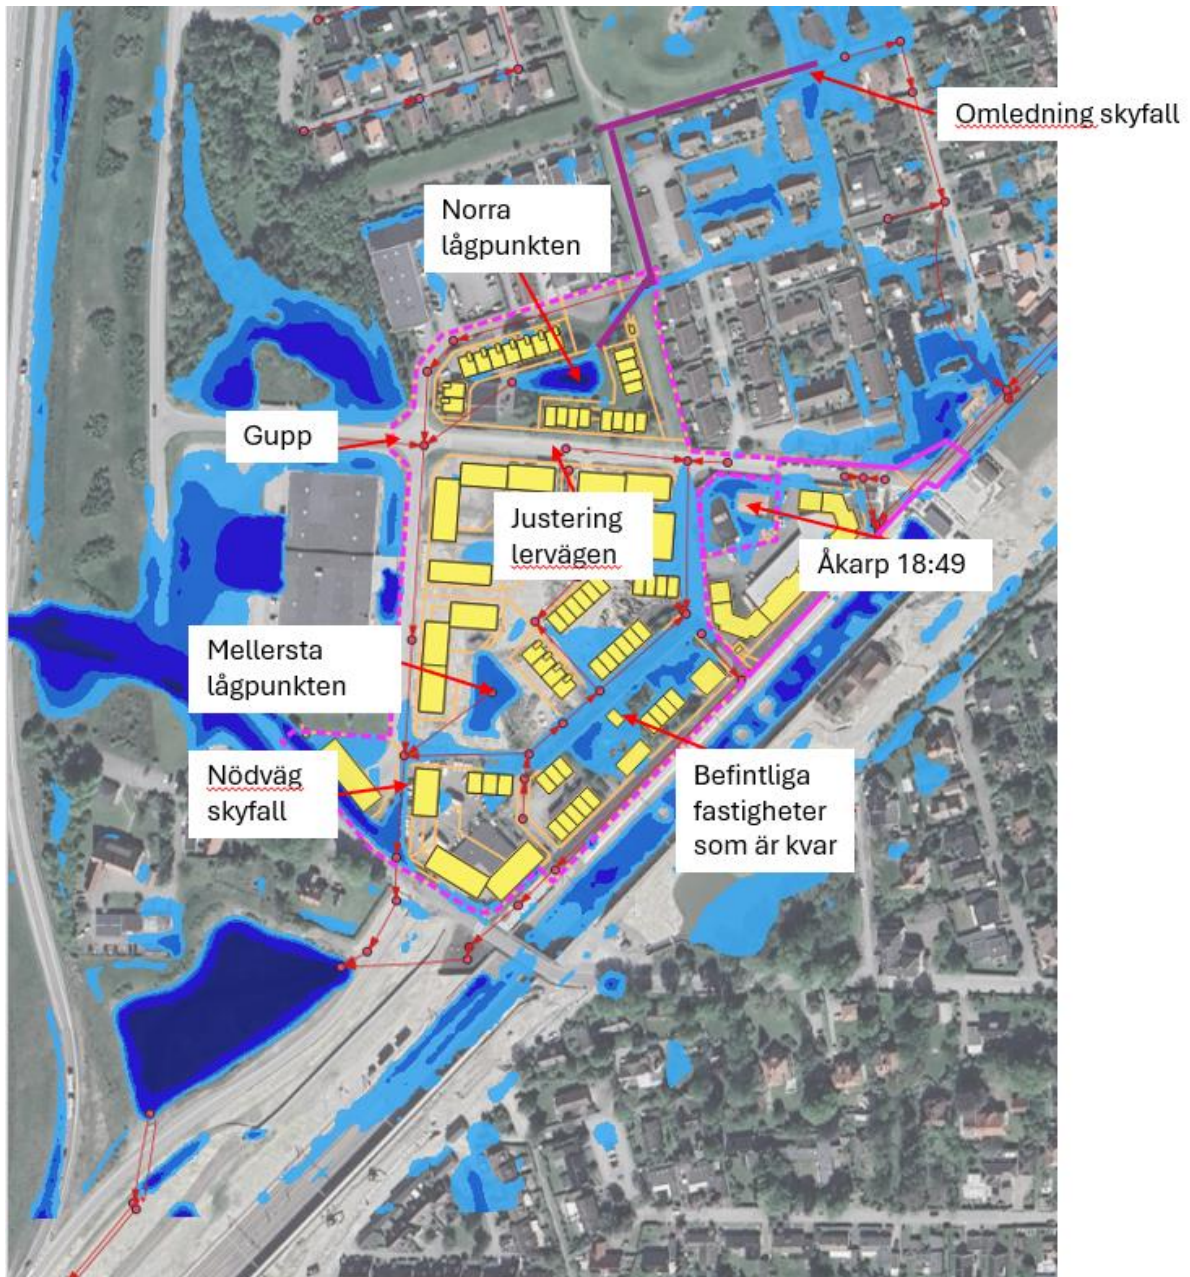 Omledning skyfall
Norra
lågpunkten
Gupp
Justering
lervägen
Åkarp 18:49
Mellersta
lågpunkten
Nödväg
skyfall
Befintliga
fastigheter
som är kvar